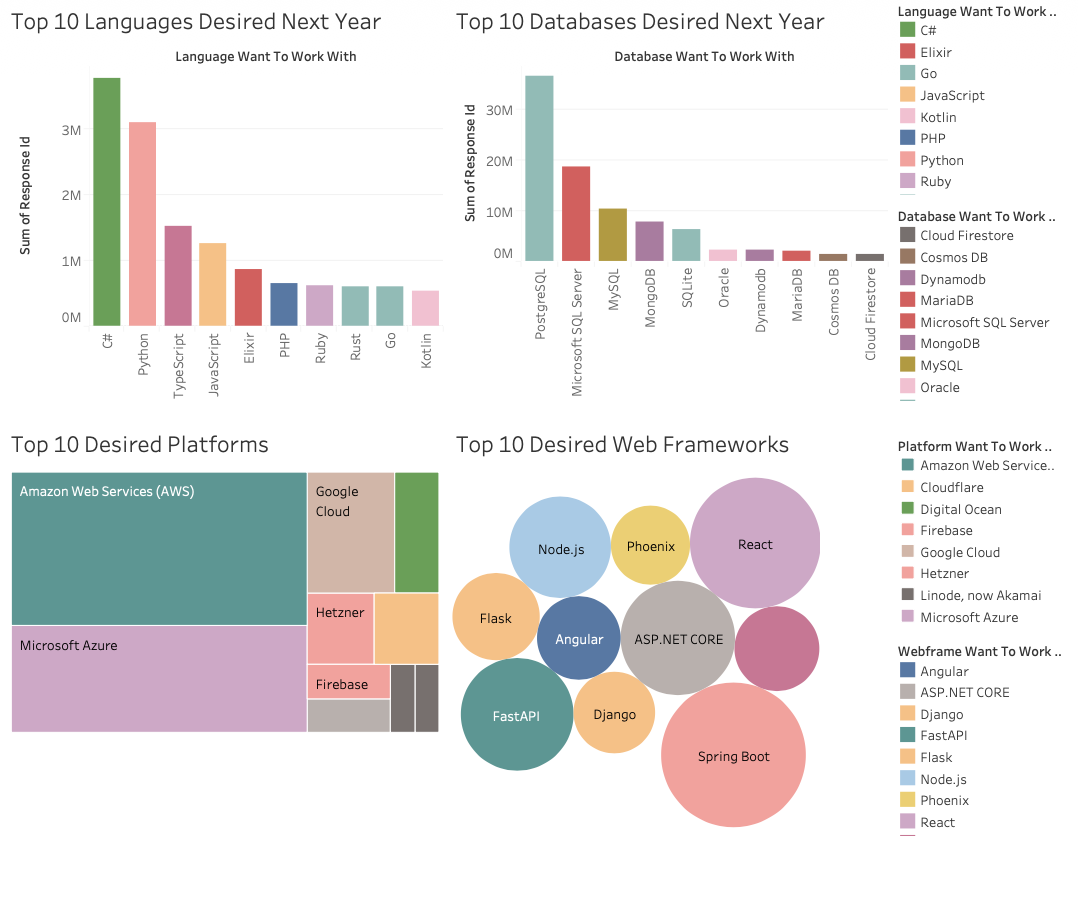 Top 10 Languages Desired Next Year
Language Want To Work With
Sum of Response Id
3M
2M
1M
0M
C#
Python
TypeScript
JavaScript
Elixir
PHP
Ruby
Rust
Go
Kotlin
Top 10 Databases Desired Next Year
Database Want To Work With
Sum of Response Id
30M
20M
10M
0M
PostgreSQL
Microsoft SQL Server
MySQL
MongoDB
SQLite
Oracle
Dynamodb
MariaDB
Cosmos DB
Cloud Firestore
Language Want To Work ..
C#
Elixir
Go
JavaScript
Kotlin
PHP
Python
Ruby
Database Want To Work ..
Cloud Firestore
Cosmos DB
Dynamodb
MariaDB
Microsoft SQL Server
MongoDB
MySQL
Oracle
Top 10 Desired Platforms
Amazon Web Services (AWS)
Microsoft Azure
Google
Cloud
Hetzner
Firebase
Top 10 Desired Web Frameworks
Node.js
Phoenix
React
Flask
Angular
ASP.NET CORE
FastAPI
Django
Spring Boot
Platform Want To Work ..
Amazon Web Service..
Cloudflare
Digital Ocean
Firebase
Google Cloud
Hetzner
Linode, now Akamai
Microsoft Azure
Webframe Want To Work ..
Angular
ASP.NET CORE
Django
FastAPI
Flask
Node.js
Phoenix
React